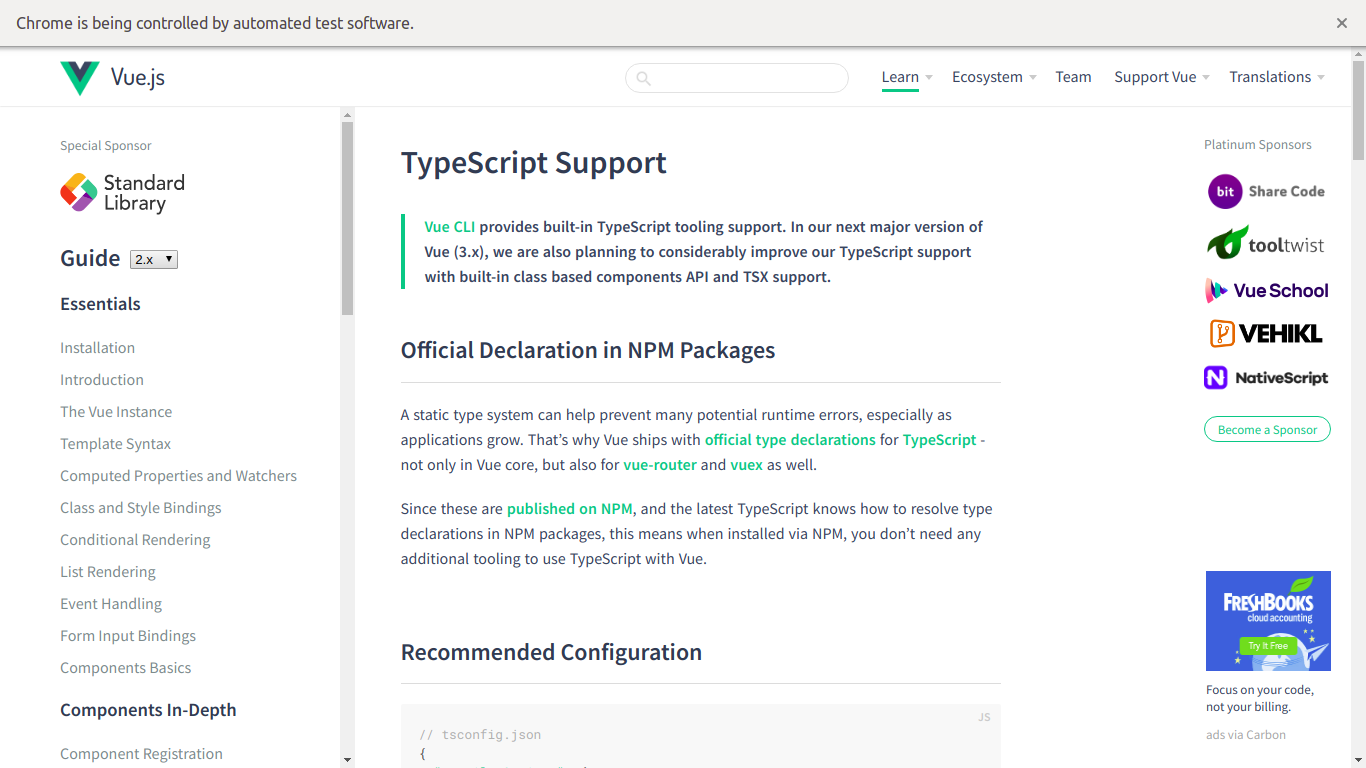 Chrome is being controlled by automated test software.
Vue.js
Learn
Ecosystem
Team
Support Vue
Translations
Special Sponsor
Standard
Library
Guide
2.x
Essentials
Installation
Introduction
The Vue Instance
Template Syntax
Computed Properties and Watchers
Class and Style Bindings
Conditional Rendering
List Rendering
Event Handling
Form Input Bindings
Components Basics
Components In-Depth
Component Registration
TypeScript Support
Vue CLI provides built-in TypeScript tooling support. In our next major version of
Vue (3.x), we are also planning to considerably improve our TypeScript support
with built-in class based components API and TSX support.
Official Declaration in NPM Packages
A static type system can help prevent many potential runtime errors, especially as
applications grow. That’s why Vue ships with official type declarations for TypeScript -
not only in Vue core, but also for vue-router and vuex as well.
Since these are published on NPM, and the latest TypeScript knows how to resolve type
declarations in NPM packages, this means when installed via NPM, you don’t need any
additional tooling to use TypeScript with Vue.
Recommended Configuration
JS
// tsconfig.json
{
Platinum Sponsors
bit Share Code
tooltwist
Vue School
VEHIKL
N NativeScript
Become a Sponsor
FRESHBOOKS
cloud accounting
Try It Free
Focus on your code,
not your billing.
ads via Carbon